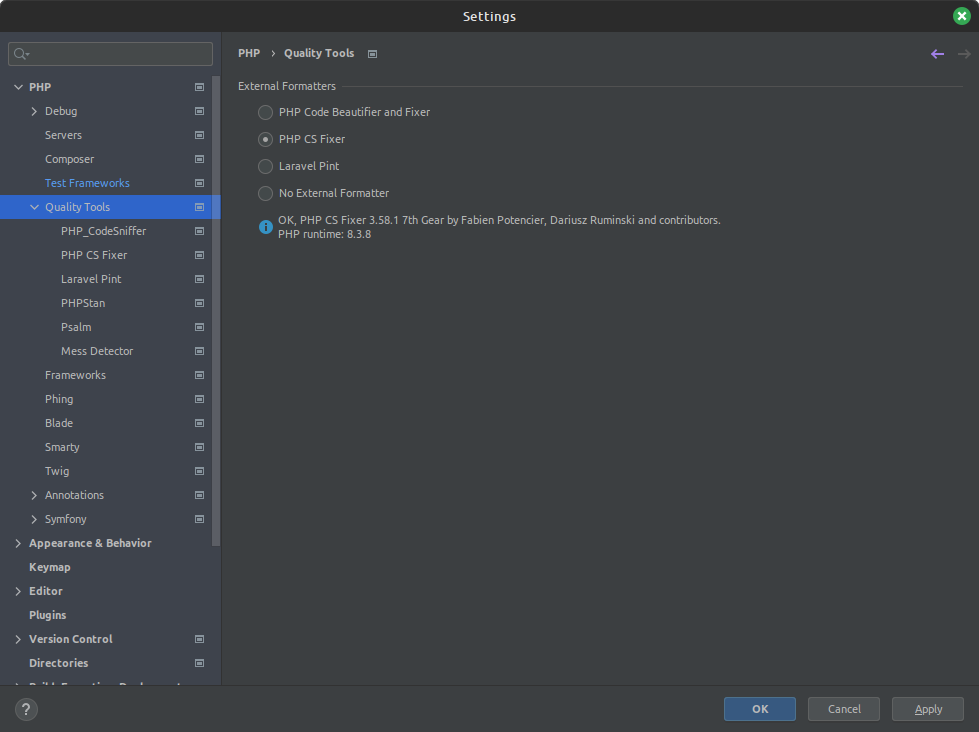 Settings
PHP › Quality Tools
PHP
Debug
Servers
Composer
Test Frameworks
Quality Tools
PHP_CodeSniffer
PHP CS Fixer
Laravel Pint
PHPStan
Psalm
Mess Detector
Frameworks
Phing
Blade
Smarty
Twig
Annotations
Symfony
Appearance & Behavior
Keymap
Editor
Plugins
Version Control
Directories
External Formatters
PHP Code Beautifier and Fixer
PHP CS Fixer
Laravel Pint
No External Formatter
OK, PHP CS Fixer 3.58.1 7th Gear by Fabien Potencier, Dariusz Ruminski and contributors.
PHP runtime: 8.3.8
?
OK
Cancel
Apply